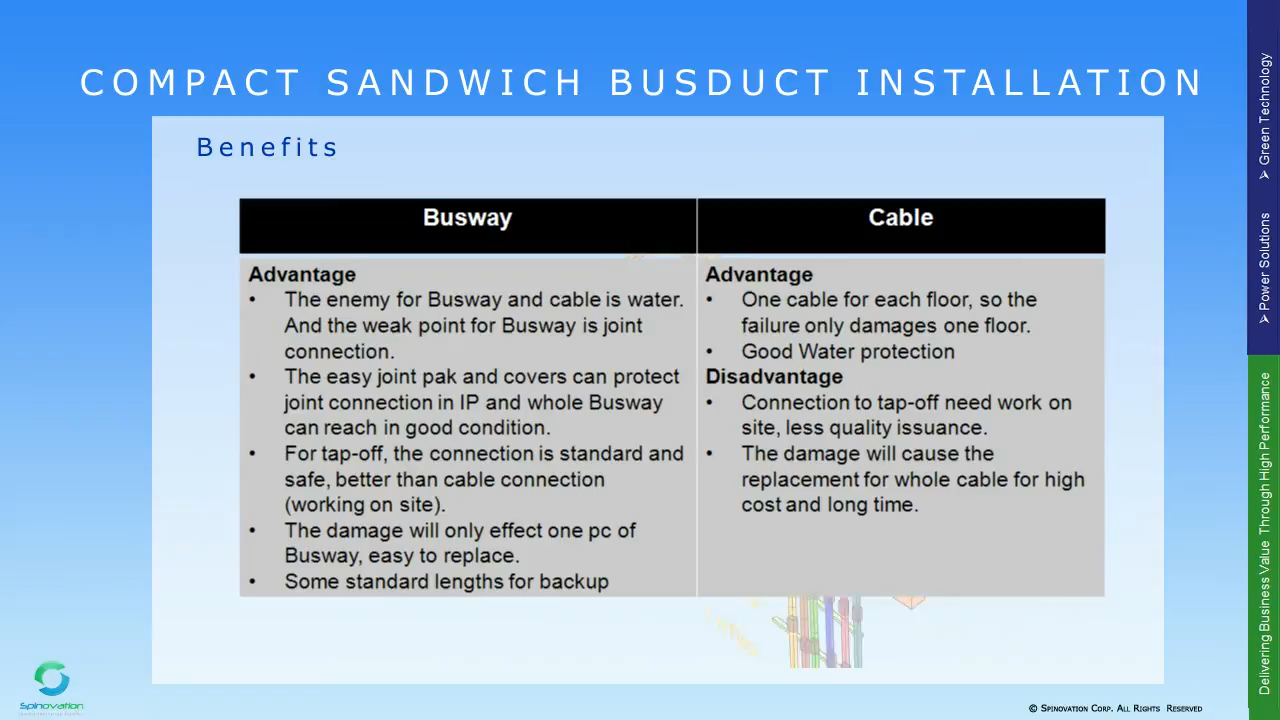 COMPACT SANDWICH BUSDUCT INSTALLATION
Benefits
Busway
Advantage
• The enemy for Busway and cable is water.
And the weak point for Busway is joint
connection.
• The easy joint pak and covers can protect
joint connection in IP and whole Busway
can reach in good condition.
• For tap-off, the connection is standard and
safe, better than cable connection
(working on site).
• The damage will only effect one pc of
Busway, easy to replace.
• Some standard lengths for backup
Cable
Advantage
• One cable for each floor, so the
failure only damages one floor.
• Good Water protection
Disadvantage
• Connection to tap-off need work on
site, less quality issuance.
• The damage will cause the
replacement for whole cable for high
cost and long time.
➢ Green Technology
➢ Power Solutions
Delivering Business Value Through High Performance
Spinovation
© Spinovation Corp. All Rights Reserved